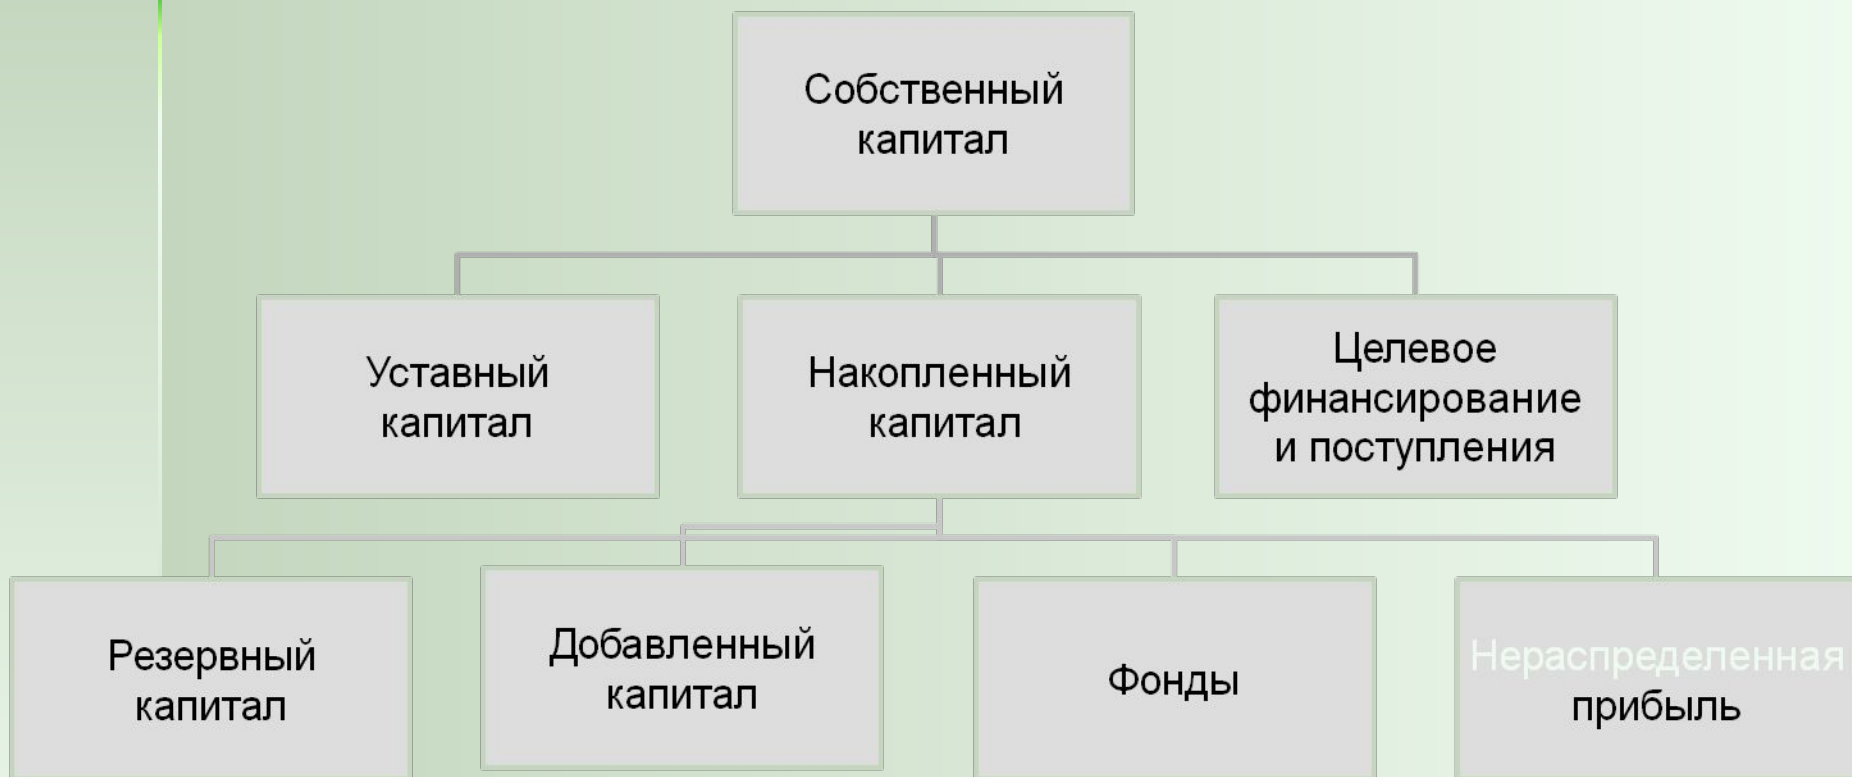 Собственный
капитал
Уставный
капитал
Накопленный
капитал
Целевое
финансирование
и поступления
Резервный
капитал
Добавленный
капитал
Фонды
Нераспределенная
прибыль